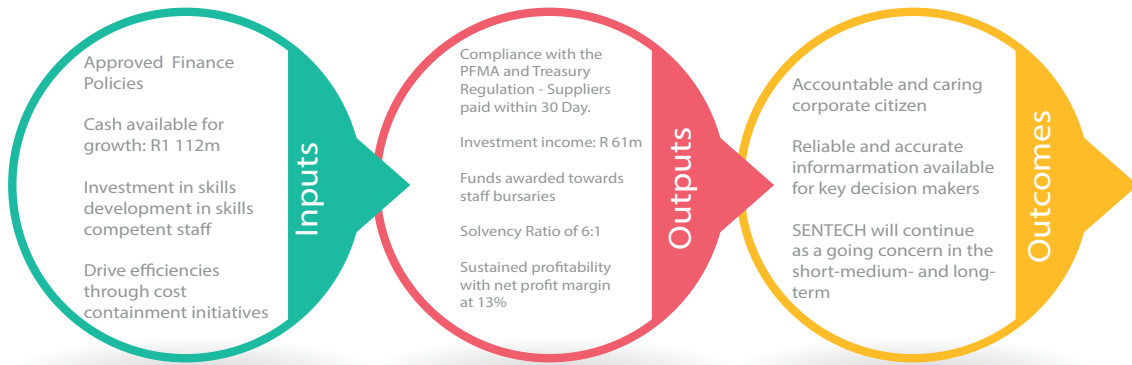 Approved  Finance
Policies
Cash available for
growth: R1 112m
Investment in skills
development in skills
competent staff
Drive efficiencies
through cost
containment initiatives
Inputs
Compliance with the
PFMA and Treasury
Regulation - Suppliers
paid within 30 Day.
Investment income: R 61m
Funds awarded towards
staff bursaries
Solvency Ratio of 6:1
Sustained profitability
with net profit margin
at 13%
Outputs
Accountable and caring
corporate citizen
Reliable and accurate
informarmation available
for key decision makers
SENTECH will continue
as a going concern in the
short-medium- and long-
term
Outcomes